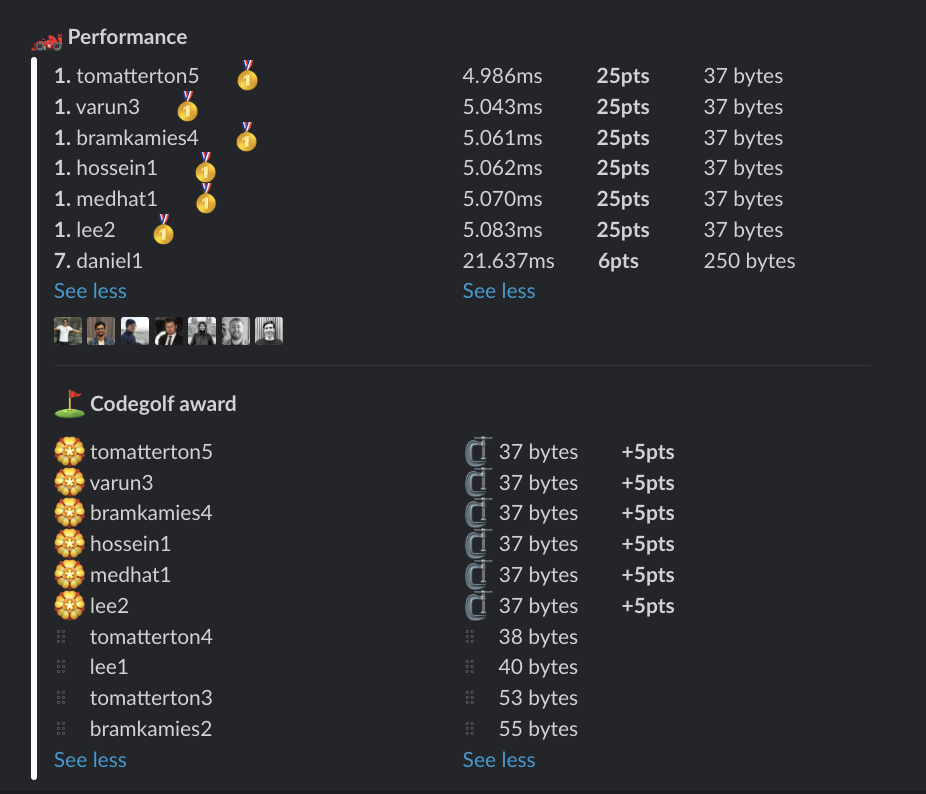 Performance
1. tomatterton5 4.986ms 25pts 37 bytes
1. varun3 5.043ms 25pts 37 bytes
1. bramkamies4 5.061ms 25pts 37 bytes
1. hossein1 5.062ms 25pts 37 bytes
1. medhat1 5.070ms 25pts 37 bytes
1. lee2 5.083ms 25pts 37 bytes
7. daniel1 21.637ms 6pts 250 bytes
See less See less
Codegolf award
tomatterton5 37 bytes +5pts
varun3 37 bytes +5pts
bramkamies4 37 bytes +5pts
hossein1 37 bytes +5pts
medhat1 37 bytes +5pts
lee2 37 bytes +5pts
tomatterton4 38 bytes
lee1 40 bytes
tomatterton3 53 bytes
bramkamies2 55 bytes
See less See less